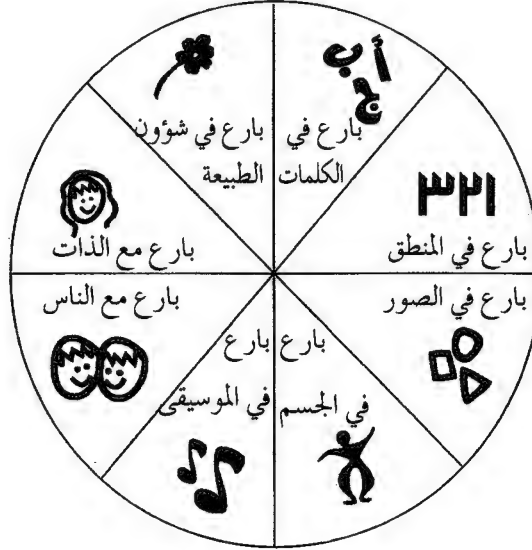 أ ب ج
بارع في
الكلمات
٣٢١
بارع في المنطق
بارع في الصور
بارع
في الجسم
بارع
في الموسيقى
بارع مع الناس
بارع مع الذات
بارع في شؤون
الطبيعة